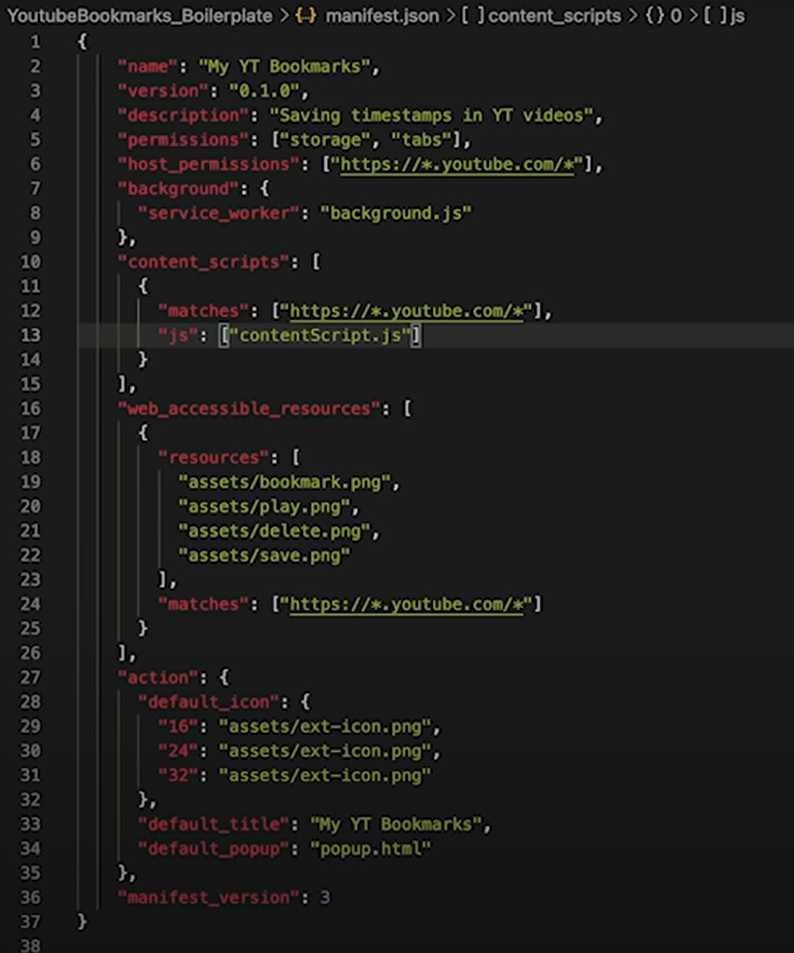 YoutubeBookmarks_Boilerplate > {..} manifest.json > [ ] content_scripts > {} 0 > [ ] js
1 {
2 "name": "My YT Bookmarks",
3 "version": "0.1.0",
4 "description": "Saving timestamps in YT videos",
5 "permissions": ["storage", "tabs"],
6 "host_permissions": ["https://*.youtube.com/*"],
7 "background": {
8 "service_worker": "background.js"
9 },
10 "content_scripts": [
11 {
12 "matches": ["https://*.youtube.com/*"],
13 "js": ["contentScript.js"]
14 }
15 ],
16 "web_accessible_resources": [
17 {
18 "resources": [
19 "assets/bookmark.png",
20 "assets/play.png",
21 "assets/delete.png",
22 "assets/save.png"
23 ],
24 "matches": ["https://*.youtube.com/*"]
25 }
26 ],
27 "action": {
28 "default_icon": {
29 "16": "assets/ext-icon.png",
30 "24": "assets/ext-icon.png",
31 "32": "assets/ext-icon.png"
32 },
33 "default_title": "My YT Bookmarks",
34 "default_popup": "popup.html"
35 },
36 "manifest_version": 3
37 }
38